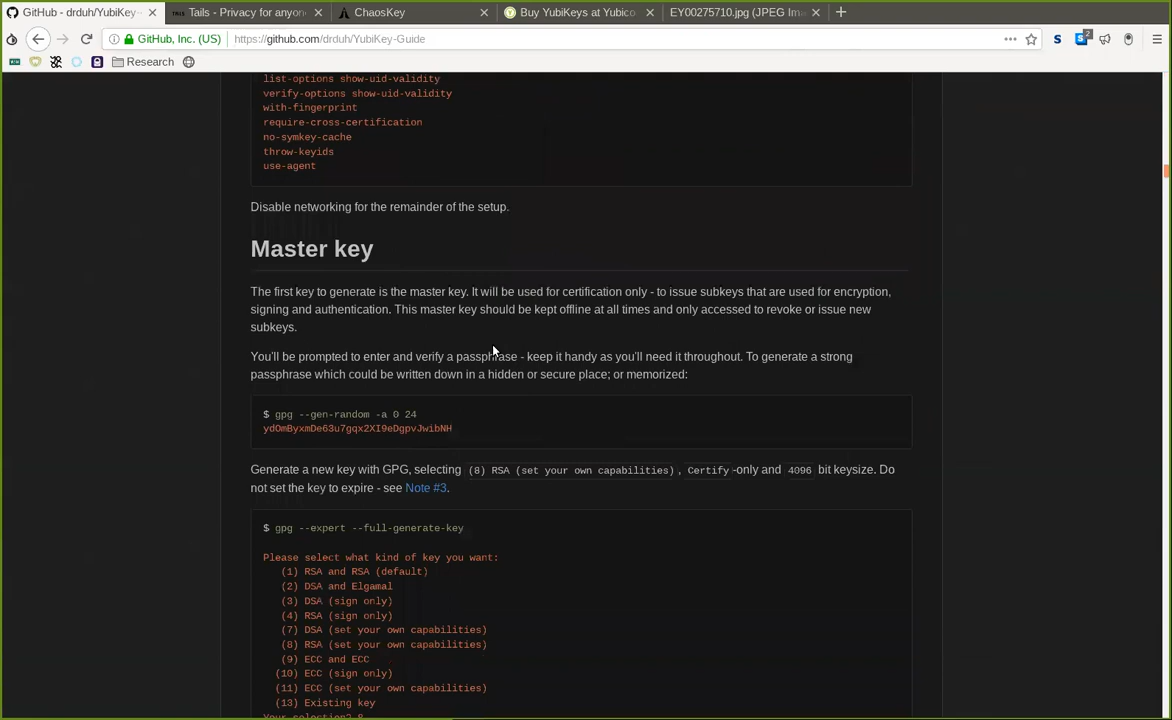 GitHub - drduh/YubiKey-
Tails - Privacy for anyon
ChaosKey
Buy YubiKeys at Yubico
EY00275710.jpg (JPEG Im
GitHub, Inc. (US)
https://github.com/drduh/YubiKey-Guide
2
Research
list-options show-uid-validity
verify-options show-uid-validity
with-fingerprint
require-cross-certification
no-symkey-cache
throw-keyids
use-agent
Disable networking for the remainder of the setup.
Master key
The first key to generate is the master key. It will be used for certification only - to issue subkeys that are used for encryption,
signing and authentication. This master key should be kept offline at all times and only accessed to revoke or issue new
subkeys.
You'll be prompted to enter and verify a passphrase - keep it handy as you'll need it throughout. To generate a strong
passphrase which could be written down in a hidden or secure place; or memorized:
$ gpg --gen-random -a 0 24
ydOmByxmDe63u7gqx2XI9eDgpvJwibNH
Generate a new key with GPG, selecting (8) RSA (set your own capabilities), Certify-only and 4096 bit keysize. Do
not set the key to expire - see Note #3.
$ gpg --expert --full-generate-key
Please select what kind of key you want:
(1) RSA and RSA (default)
(2) DSA and Elgamal
(3) DSA (sign only)
(4) RSA (sign only)
(7) DSA (set your own capabilities)
(8) RSA (set your own capabilities)
(9) ECC and ECC
(10) ECC (sign only)
(11) ECC (set your own capabilities)
(13) Existing key
Your selection? 8